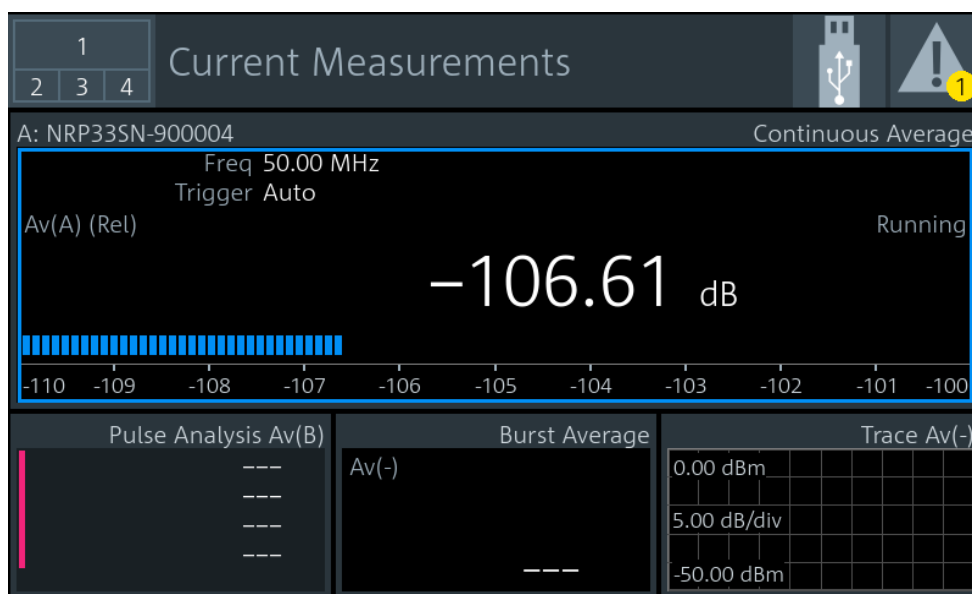 1
2 3 4
Current Measurements
1
A: NRP33SN-900004
Continuous Average
Freq 50.00 MHz
Trigger Auto
Av(A) (Rel)
Running
−106.61 dB
-110 -109 -108 -107 -106 -105 -104 -103 -102 -101 -100
Pulse Analysis Av(B)
---
---
---
---
Burst Average
Av(-)
---
Trace Av(-)
0.00 dBm
5.00 dB/div
-50.00 dBm